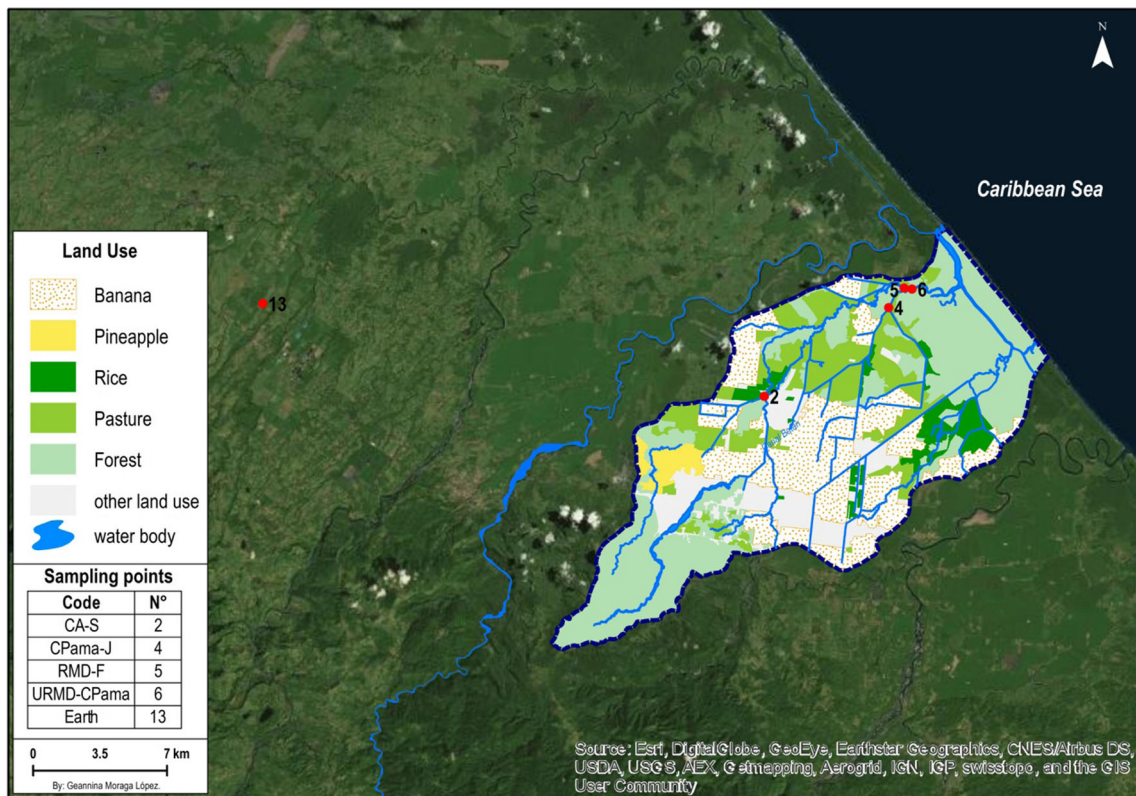 N
Caribbean Sea
Land Use
Banana
Pineapple
Rice
Pasture
Forest
other land use
water body
Sampling points
Code N°
CA-S 2
CPama-J 4
RMD-F 5
URMD-CPama 6
Earth 13
0 3.5 7 km
By: Geannina Moraga López.
13
5 6
4
2
Source: Esri, DigitalGlobe, GeoEye, Earthstar Geographics, CNES/Airbus DS,
USDA, USGS, AEX, Getmapping, Aerogrid, IGN, IGP, swisstopo, and the GIS
User Community